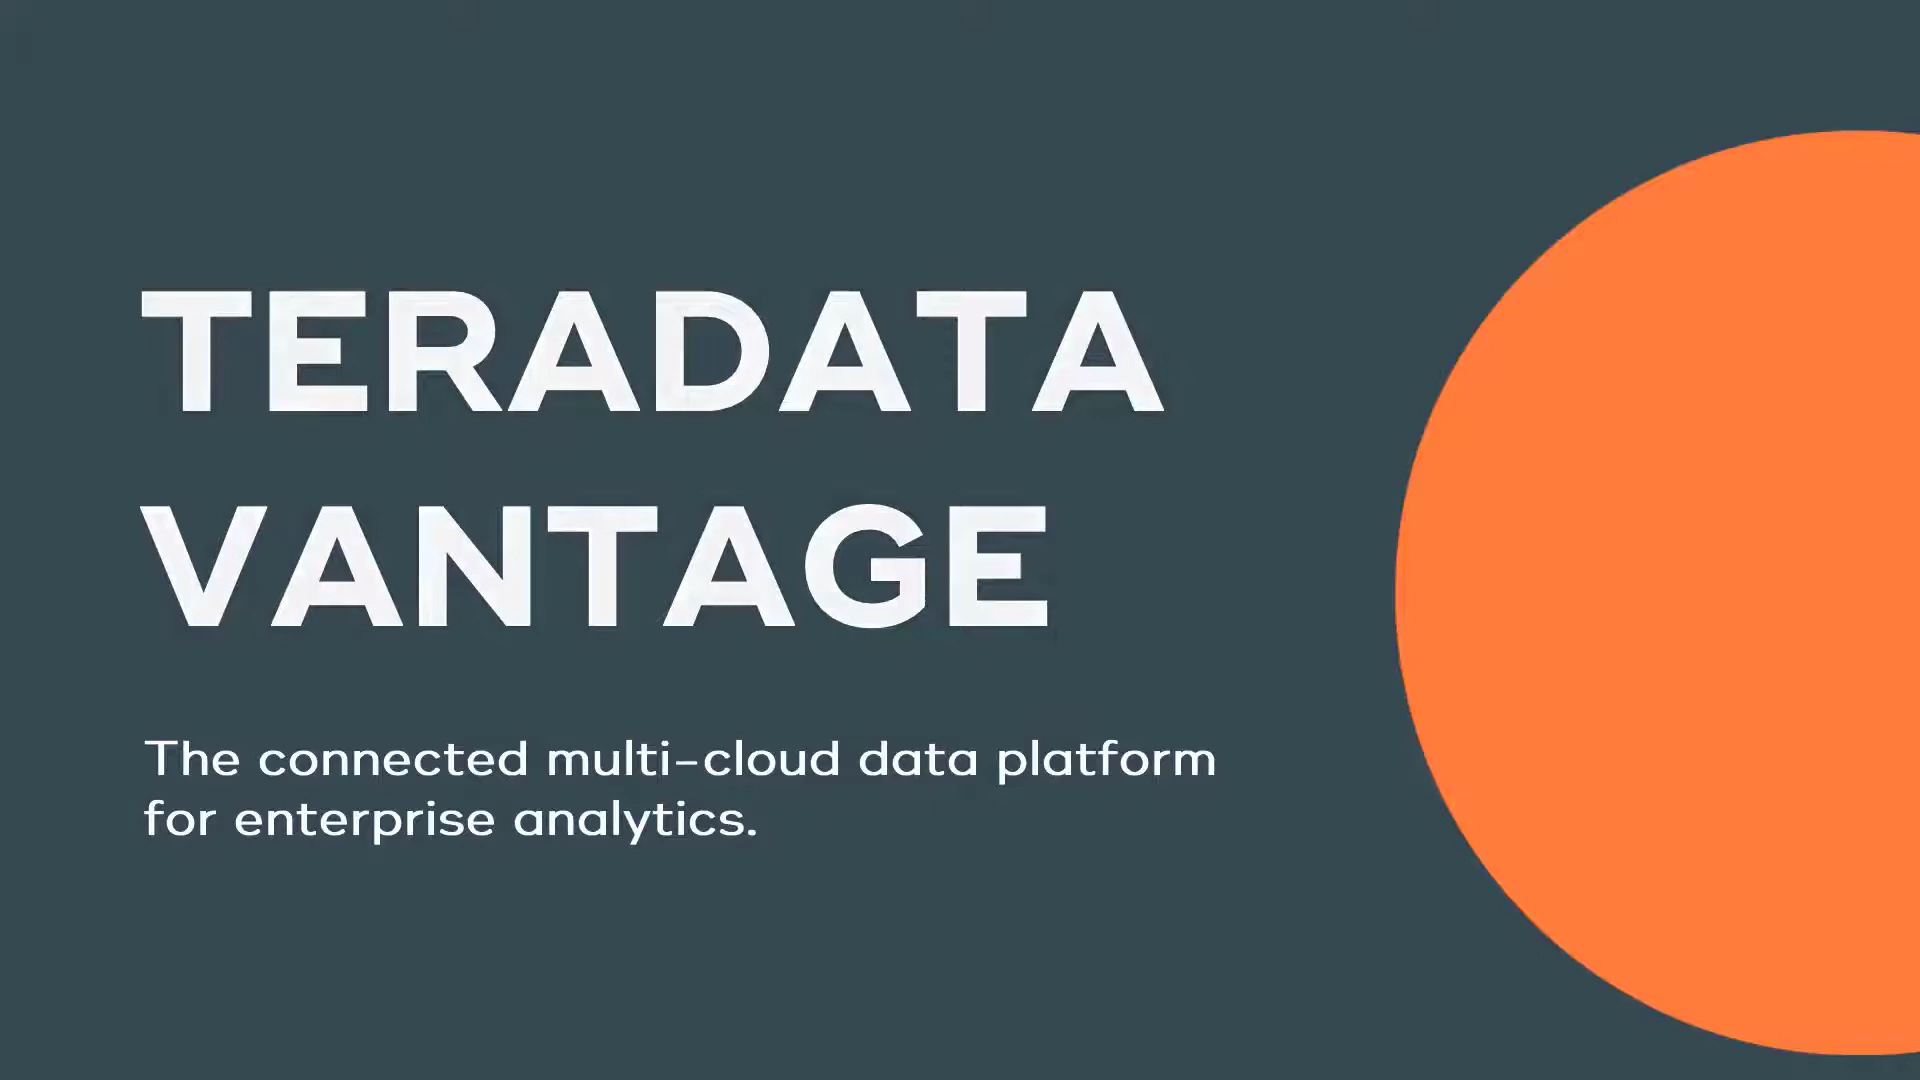 TERADATA
VANTAGE
The connected multi-cloud data platform
for enterprise analytics.